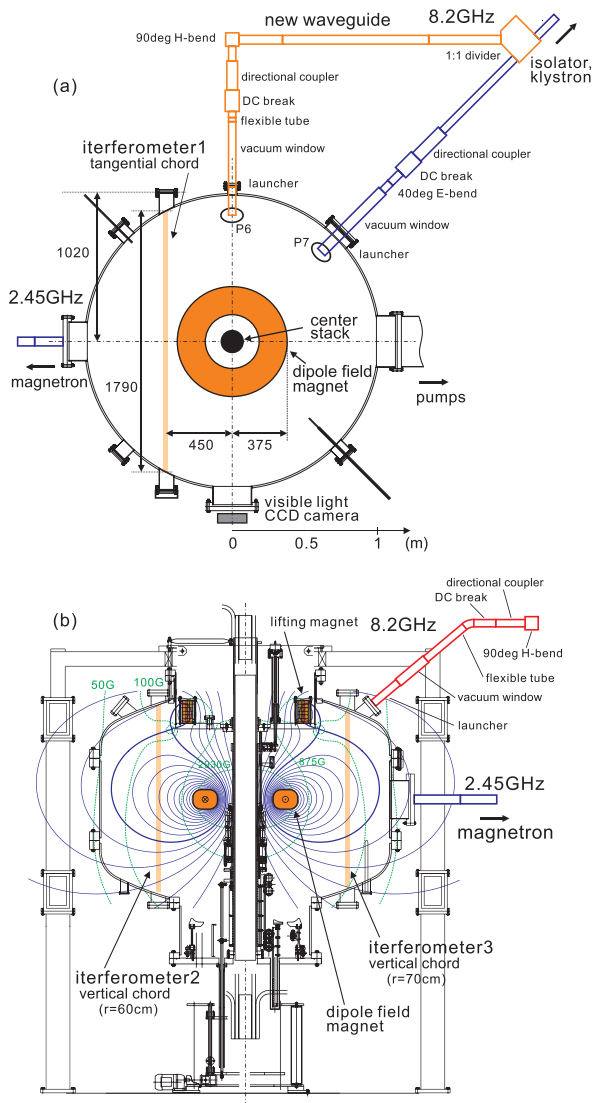 new waveguide
8.2GHz
90deg H-bend
1:1 divider
isolator,
klystron
(a)
directional coupler
DC break
flexible tube
iterferometer1
tangential chord
vacuum window
directional coupler
DC break
40deg E-bend
launcher
vacuum window
P6
P7
launcher
1020
2.45GHz
center
stack
magnetron
dipole field
magnet
1790
pumps
450
375
visible light
CCD camera
0
0.5
1
(m)
(b)
directional coupler
DC break
8.2GHz
lifting magnet
90deg H-bend
flexible tube
50G
100G
vacuum window
launcher
2930G
875G
2.45GHz
magnetron
iterferometer3
vertical chord
(r=70cm)
iterferometer2
vertical chord
(r=60cm)
dipole field
magnet